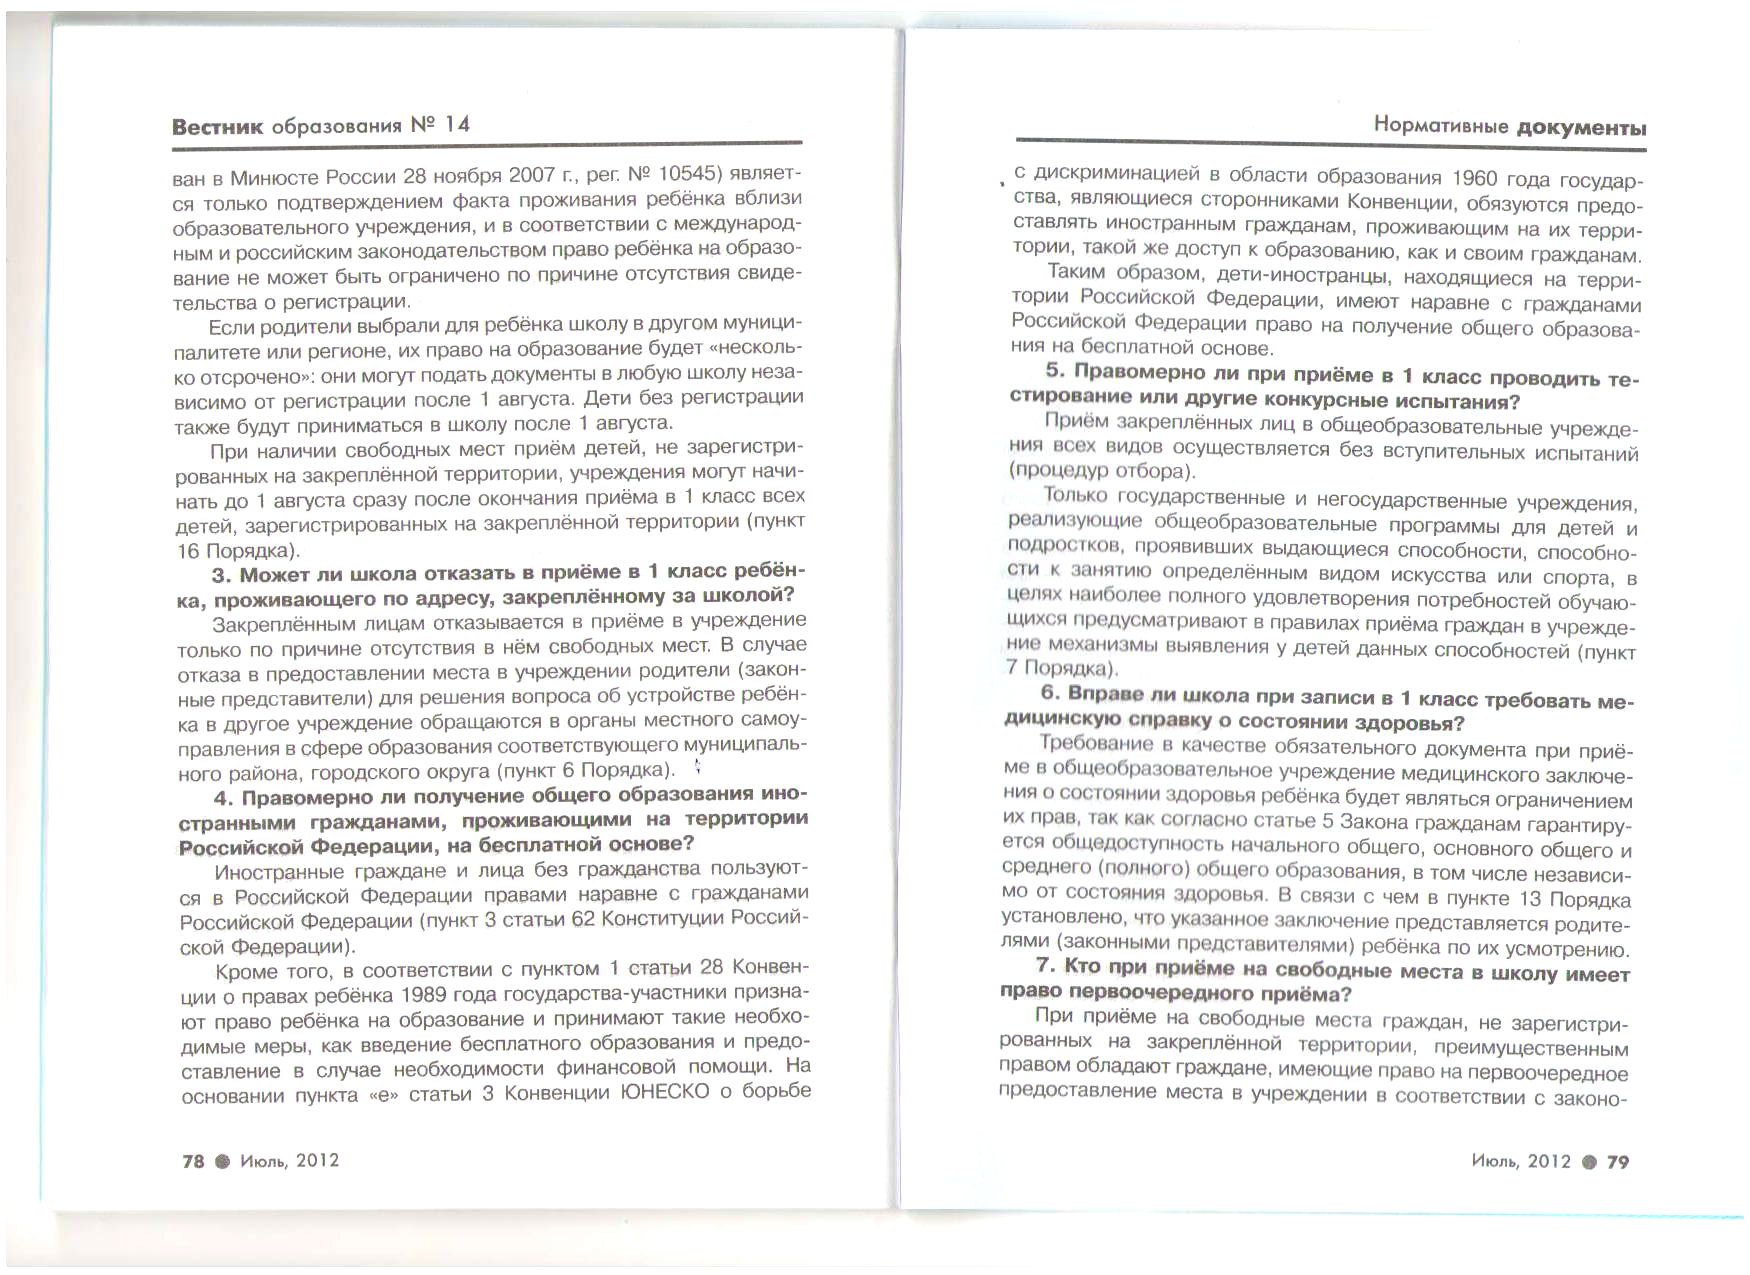 Вестник образования № 14
ван в Минюсте России 28 ноября 2007 г., рег. № 10545) являет-
ся только подтверждением факта проживания ребёнка вблизи
образовательного учреждения, и в соответствии с международ-
ным и российским законодательством право ребёнка на образо-
вание не может быть ограничено по причине отсутствия свиде-
тельства о регистрации.
Если родители выбрали для ребёнка школу в другом муници-
палитете или регионе, их право на образование будет «несколь-
ко отсрочено»: они могут подать документы в любую школу неза-
висимо от регистрации после 1 августа. Дети без регистрации
также будут приниматься в школу после 1 августа.
При наличии свободных мест приём детей, не зарегистри-
рованных на закреплённой территории, учреждения могут начи-
нать до 1 августа сразу после окончания приёма в 1 класс всех
детей, зарегистрированных на закреплённой территории (пункт
16 Порядка).
3. Может ли школа отказать в приёме в 1 класс ребён-
ка, проживающего по адресу, закреплённому за школой?
Закреплённым лицам отказывается в приёме в учреждение
только по причине отсутствия в нём свободных мест. В случае
отказа в предоставлении места в учреждении родители (закон-
ные представители) для решения вопроса об устройстве ребён-
ка в другое учреждение обращаются в органы местного самоу-
правления в сфере образования соответствующего муниципаль-
ного района, городского округа (пункт 6 Порядка).
4. Правомерно ли получение общего образования ино-
странными гражданами, проживающими на территории
Российской Федерации, на бесплатной основе?
Иностранные граждане и лица без гражданства пользуют-
ся в Российской Федерации правами наравне с гражданами
Российской Федерации (пункт 3 статьи 62 Конституции Россий-
ской Федерации).
Кроме того, в соответствии с пунктом 1 статьи 28 Конвен-
ции о правах ребёнка 1989 года государства-участники призна-
ют право ребёнка на образование и принимают такие необхо-
димые меры, как введение бесплатного образования и предо-
ставление в случае необходимости финансовой помощи. На
основании пункта «е» статьи 3 Конвенции ЮНЕСКО о борьбе
78 ● Июль, 2012
Нормативные документы
с дискриминацией в области образования 1960 года государ-
ства, являющиеся сторонниками Конвенции, обязуются предо-
ставлять иностранным гражданам, проживающим на их терри-
тории, такой же доступ к образованию, как и своим гражданам.
Таким образом, дети-иностранцы, находящиеся на терри-
тории Российской Федерации, имеют наравне с гражданами
Российской Федерации право на получение общего образова-
ния на бесплатной основе.
5. Правомерно ли при приёме в 1 класс проводить те-
стирование или другие конкурсные испытания?
Приём закреплённых лиц в общеобразовательные учрежде-
ния всех видов осуществляется без вступительных испытаний
(процедур отбора).
Только государственные и негосударственные учреждения,
реализующие общеобразовательные программы для детей и
подростков, проявивших выдающиеся способности, способно-
сти к занятию определённым видом искусства или спорта, в
целях наиболее полного удовлетворения потребностей обучаю-
щихся предусматривают в правилах приёма граждан в учрежде-
ние механизмы выявления у детей данных способностей (пункт
7 Порядка).
6. Вправе ли школа при записи в 1 класс требовать ме-
дицинскую справку о состоянии здоровья?
Требование в качестве обязательного документа при приё-
ме в общеобразовательное учреждение медицинского заключе-
ния о состоянии здоровья ребёнка будет являться ограничением
их прав, так как согласно статье 5 Закона гражданам гарантиру-
ется общедоступность начального общего, основного общего и
среднего (полного) общего образования, в том числе независи-
мо от состояния здоровья. В связи с чем в пункте 13 Порядка
установлено, что указанное заключение представляется родите-
лями (законными представителями) ребёнка по их усмотрению.
7. Кто при приёме на свободные места в школу имеет
право первоочередного приёма?
При приёме на свободные места граждан, не зарегистри-
рованных на закреплённой территории, преимущественным
правом обладают граждане, имеющие право на первоочередное
предоставление места в учреждении в соответствии с законо-
Июль, 2012 ● 79